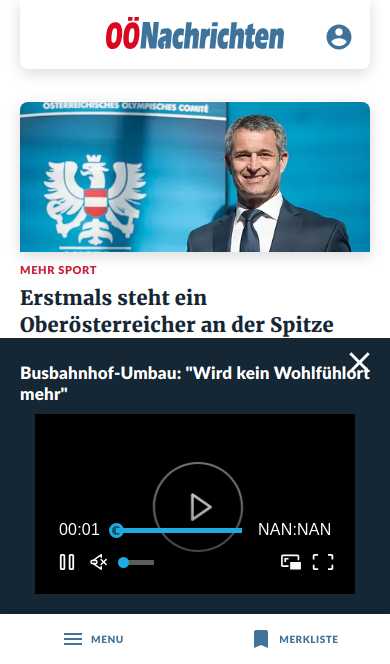 OÖNachrichten
ÖSTERREICHISCHES OLYMPISCHES COMITÉ
MEHR SPORT
Erstmals steht ein
Oberösterreicher an der Spitze
Busbahnhof-Umbau: "Wird kein Wohlfühlort
mehr"
00:01 NAN:NAN
MENU MERKLISTE